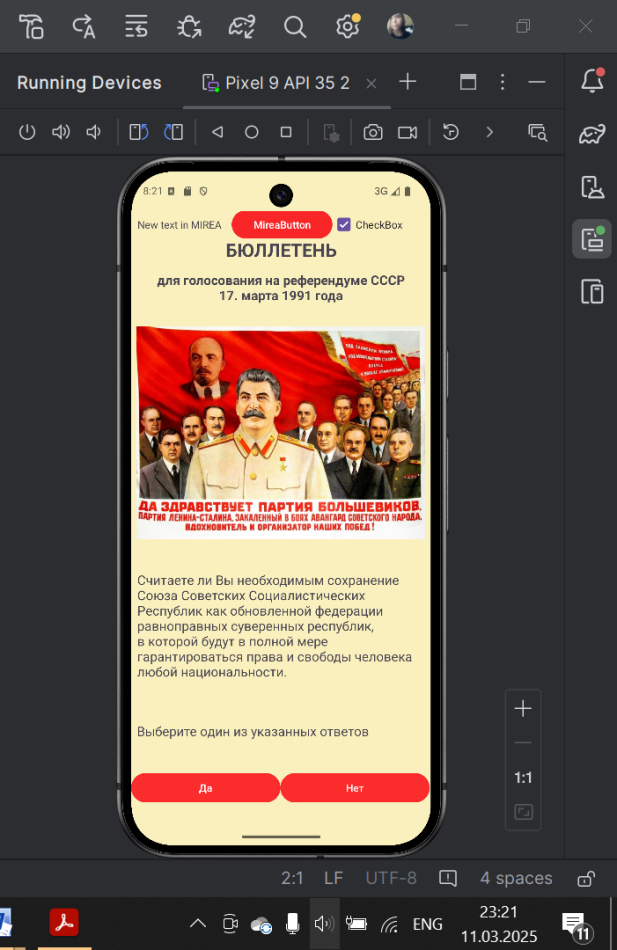 Running Devices
Pixel 9 API 35 2
8:21
3G
New text in MIREA
MireaButton
CheckBox
БЮЛЛЕТЕНЬ
для голосования на референдуме СССР
17. марта 1991 года
ДА ЗДРАВСТВУЕТ ПАРТИЯ БОЛЬШЕВИКОВ,
ПАРТИЯ ЛЕНИНА-СТАЛИНА, ЗАКАЛЕННЫЙ В БОЯХ АВАНГАРД СОВЕТСКОГО НАРОДА,
ВДОХНОВИТЕЛЬ И ОРГАНИЗАТОР НАШИХ ПОБЕД!
Считаете ли Вы необходимым сохранение
Союза Советских Социалистических
Республик как обновленной федерации
равноправных суверенных республик,
в которой будут в полной мере
гарантироваться права и свободы человека
любой национальности.
Выберите один из указанных ответов
Да
Нет
1:1
2:1
LF
UTF-8
4 spaces
ENG
23:21
11.03.2025
11